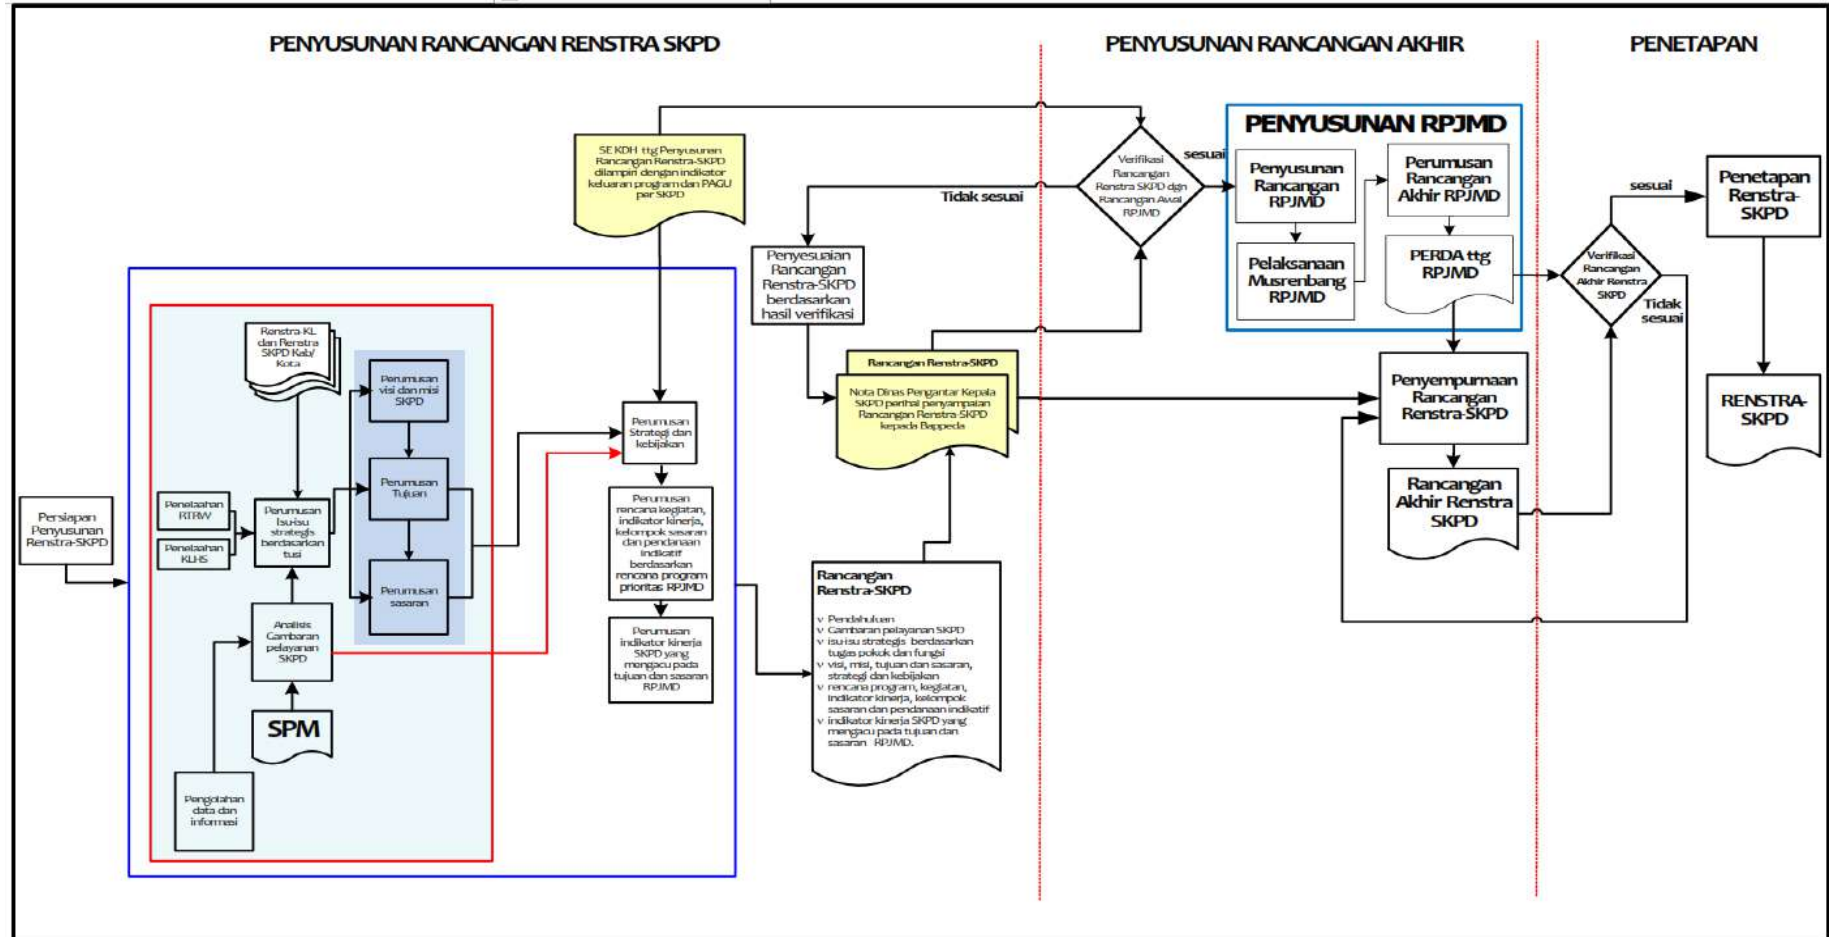 PENYUSUNAN RANCANGAN RENSTRA SKPD
PENYUSUNAN RANCANGAN AKHIR
PENETAPAN
Persiapan
Penyusunan
Renstra-SKPD
Renstra-KL
dan Renstra
SKPD Kab/
Kota
Penelaahan
RTRW
Penelaahan
KLHS
Perumusan
Isu-isu
strategis
berdasarkan
tusi
Analisis
Gambaran
pelayanan
SKPD
SPM
Pengolahan
data dan
informasi
Perumusan
visi dan misi
SKPD
Perumusan
Tujuan
Perumusan
sasaran
SE KDH ttg Penyusunan
Rancangan Renstra-SKPD
dilampiri dengan indikator
keluaran program dan PAGU
per SKPD
Perumusan
Strategi dan
kebijakan
Perumusan
rencana kegiatan,
indikator kinerja,
kelompok sasaran
dan pendanaan
indikatif
berdasarkan
rencana program
prioritas RPJMD
Perumusan
indikator kinerja
SKPD yang
mengacu pada
tujuan dan sasaran
RPJMD
Tidak sesuai
Penyesuaian
Rancangan
Renstra-SKPD
berdasarkan
hasil verifikasi
Rancangan Renstra-SKPD
Nota Dinas Pengantar Kepala
SKPD perihal penyampaian
Rancangan Renstra-SKPD
kepada Bappeda
Rancangan
Renstra-SKPD
v Pendahuluan
v Gambaran pelayanan SKPD
v isu-isu strategis berdasarkan
tugas pokok dan fungsi
v visi, misi, tujuan dan sasaran,
strategi dan kebijakan
v rencana program, kegiatan,
indikator kinerja, kelompok
sasaran dan pendanaan indikatif
v indikator kinerja SKPD yang
mengacu pada tujuan dan
sasaran RPJMD.
Verifikasi
Rancangan
Renstra SKPD dgn
Rancangan Awal
RPJMD
sesuai
PENYUSUNAN RPJMD
Penyusunan
Rancangan
RPJMD
Pelaksanaan
Musrenbang
RPJMD
Perumusan
Rancangan
Akhir RPJMD
PERDA ttg
RPJMD
Penyempurnaan
Rancangan
Renstra-SKPD
Rancangan
Akhir Renstra
SKPD
Verifikasi
Rancangan
Akhir Renstra
SKPD
sesuai
Tidak
sesuai
Penetapan
Renstra-
SKPD
RENSTRA-
SKPD